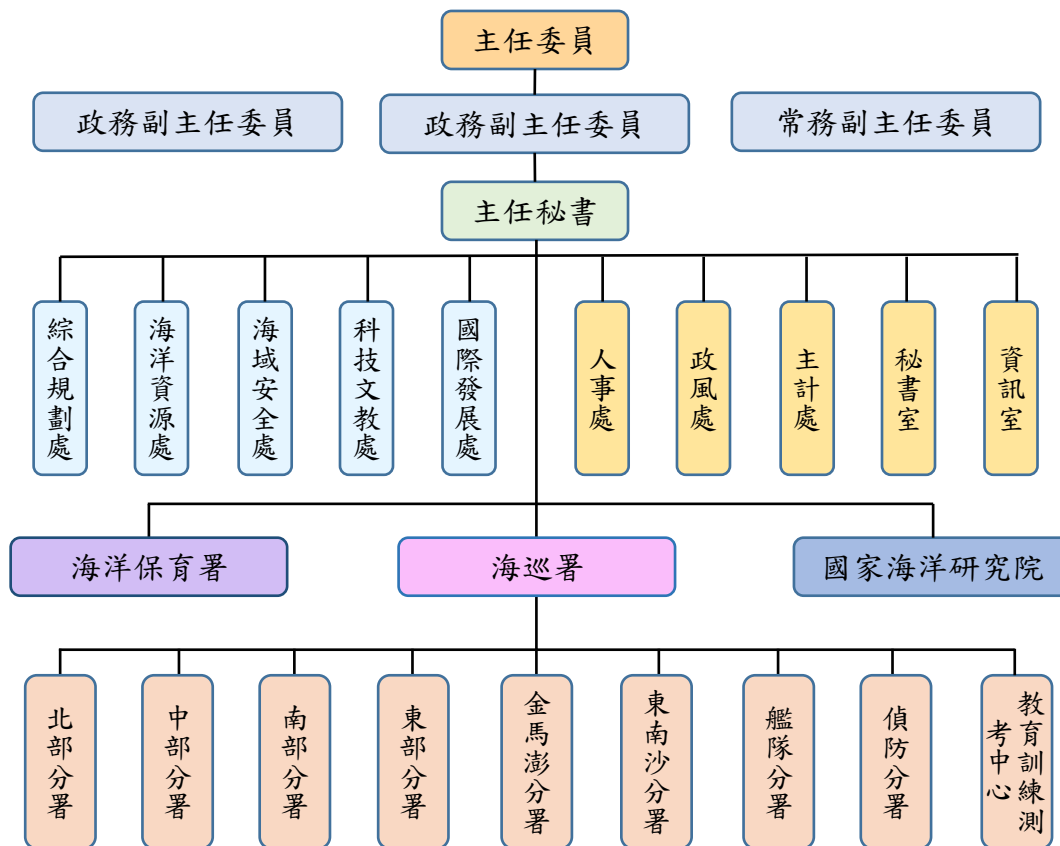 主任委員
政務副主任委員
政務副主任委員
常務副主任委員
主任秘書
綜合規劃處
海洋資源處
海域安全處
科技文教處
國際發展處
人事處
政風處
主計處
秘書室
資訊室
海洋保育署
海巡署
國家海洋研究院
北部分署
中部分署
南部分署
東部分署
金馬澎分署
東南沙分署
艦隊分署
偵防分署
教育訓練測
考中心